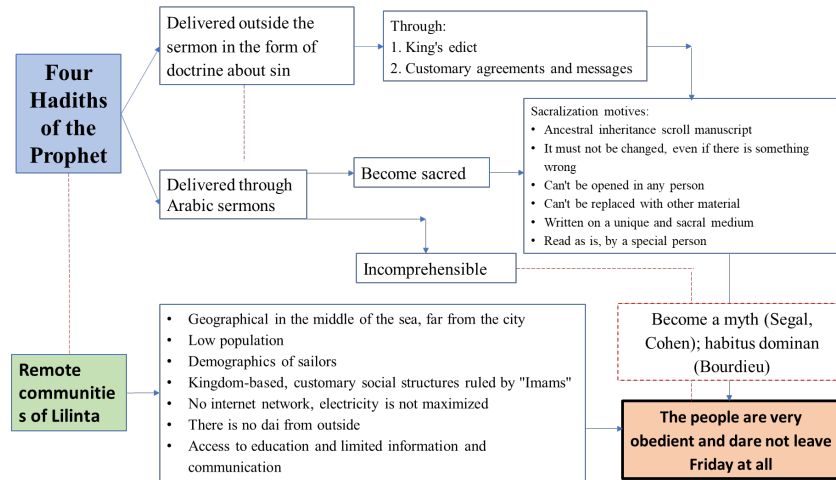 Four
Hadiths
of the
Prophet
Delivered outside the
sermon in the form of
doctrine about sin
Through:
1. King's edict
2. Customary agreements and messages
Delivered through
Arabic sermons
Become sacred
Incomprehensible
Sacralization motives:
• Ancestral inheritance scroll manuscript
• It must not be changed, even if there is something
wrong
• Can't be opened in any person
• Can't be replaced with other material
• Written on a unique and sacral medium
• Read as is, by a special person
Become a myth (Segal,
Cohen); habitus dominan
(Bourdieu)
Remote
communitie
s of Lilinta
• Geographical in the middle of the sea, far from the city
• Low population
• Demographics of sailors
• Kingdom-based, customary social structures ruled by "Imams"
• No internet network, electricity is not maximized
• There is no dai from outside
• Access to education and limited information and
communication
The people are very
obedient and dare not leave
Friday at all